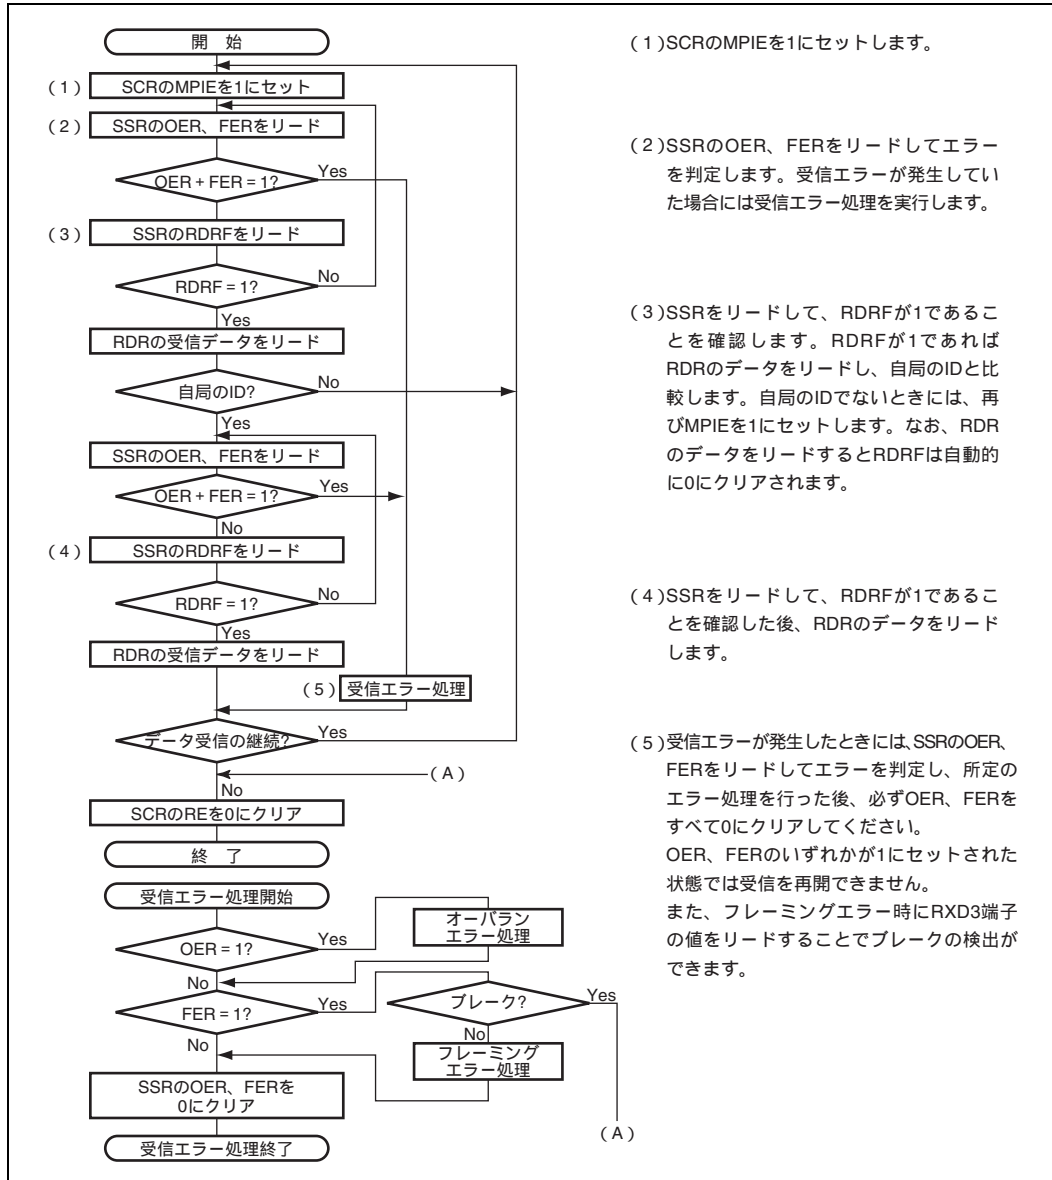 開 始
(1) SCRのMPIEを1にセット
(2) SSRのOER、FERをリード
OER + FER = 1?
Yes
(3) SSRのRDRFをリード
RDRF = 1?
No
Yes
RDRの受信データをリード
自局のID?
No
Yes
SSRのOER、FERをリード
OER + FER = 1?
Yes
No
(4) SSRのRDRFをリード
RDRF = 1?
No
Yes
RDRの受信データをリード
(5) 受信エラー処理
データ受信の継続?
Yes
(A)
No
SCRのREを0にクリア
終 了
受信エラー処理開始
OER = 1?
Yes
オーバラン
エラー処理
No
FER = 1?
Yes
ブレーク?
Yes
No
No
フレーミング
エラー処理
SSRのOER、FERを
0にクリア
(A)
受信エラー処理終了
(1)SCRのMPIEを1にセットします。
(2)SSRのOER、FERをリードしてエラー
を判定します。受信エラーが発生してい
た場合には受信エラー処理を実行します。
(3)SSRをリードして、RDRFが1であるこ
とを確認します。RDRFが1であれば
RDRのデータをリードし、自局のIDと比
較します。自局のIDでないときには、再
びMPIEを1にセットします。なお、RDR
のデータをリードするとRDRFは自動的
に0にクリアされます。
(4)SSRをリードして、RDRFが1であるこ
とを確認した後、RDRのデータをリード
します。
(5)受信エラーが発生したときには、SSRのOER、
FERをリードしてエラーを判定し、所定の
エラー処理を行った後、必ずOER、FERを
すべて0にクリアしてください。
OER、FERのいずれかが1にセットされた
状態では受信を再開できません。
また、フレーミングエラー時にRXD3端子
の値をリードすることでブレークの検出が
できます。